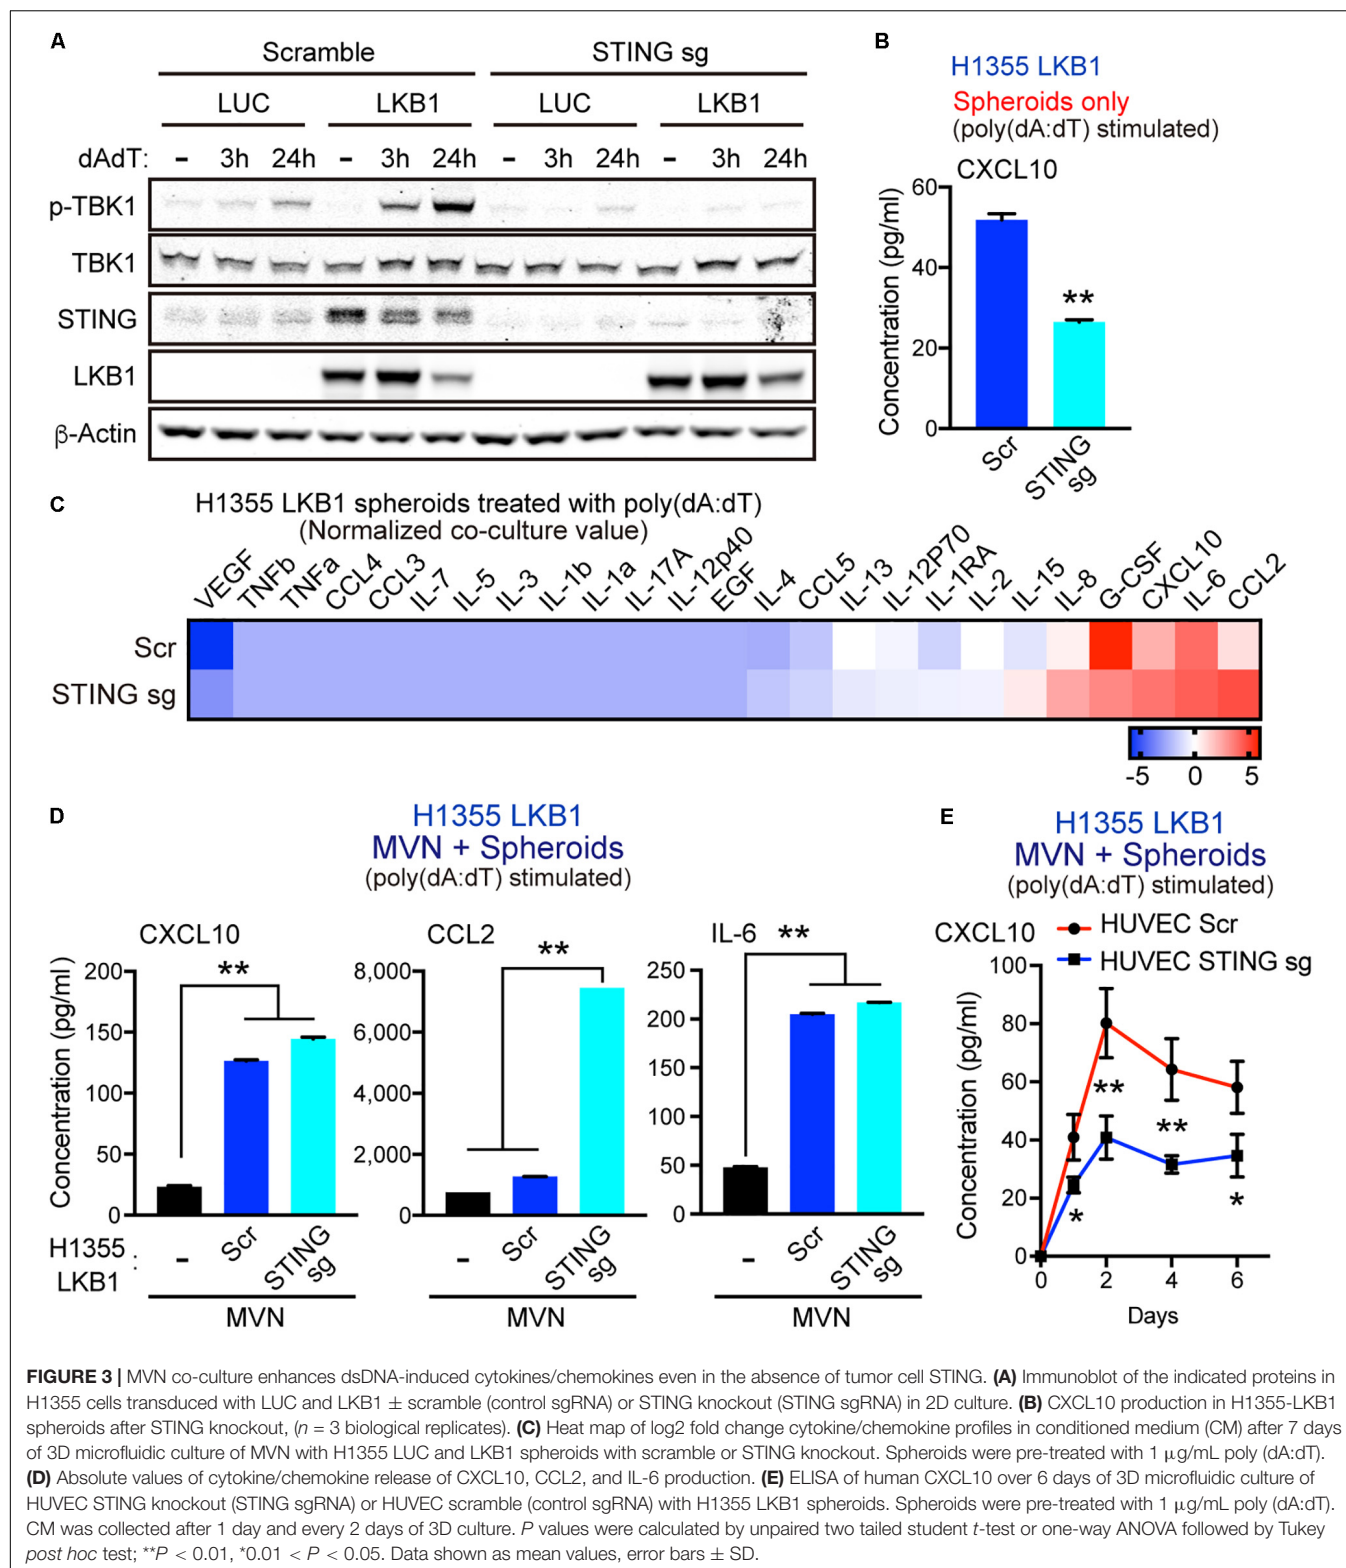 A
Scramble
STING sg
LUC
LKB1
LUC
LKB1
dAdT: – 3h 24h – 3h 24h – 3h 24h – 3h 24h
p-TBK1
TBK1
STING
LKB1
β-Actin
B
H1355 LKB1
Spheroids only
(poly(dA:dT) stimulated)
CXCL10
Concentration (pg/ml)
60
40
20
0
**
Scr
STING sg
C
H1355 LKB1 spheroids treated with poly(dA:dT)
(Normalized co-culture value)
VEGF TNFb TNFa CCL4 CCL3 IL-7 IL-5 IL-3 IL-1b IL-1a IL-17A IL-12p40 EGF IL-4 CCL5 IL-13 IL-12P70 IL-1RA IL-2 IL-15 IL-8 G-CSF CXCL10 IL-6 CCL2
Scr
STING sg
-5 0 5
D
H1355 LKB1
MVN + Spheroids
(poly(dA:dT) stimulated)
CXCL10
**
Concentration (pg/ml)
200
150
100
50
0
H1355
LKB1 :
– Scr STING sg
MVN
CCL2
**
8,000
6,000
4,000
2,000
0
– Scr STING sg
MVN
IL-6
**
250
200
150
100
50
0
– Scr STING sg
MVN
E
H1355 LKB1
MVN + Spheroids
(poly(dA:dT) stimulated)
CXCL10
HUVEC Scr
HUVEC STING sg
Concentration (pg/ml)
100
80
60
40
20
0
**
**
*
*
0 2 4 6
Days
FIGURE 3 | MVN co-culture enhances dsDNA-induced cytokines/chemokines even in the absence of tumor cell STING. (A) Immunoblot of the indicated proteins in
H1355 cells transduced with LUC and LKB1 ± scramble (control sgRNA) or STING knockout (STING sgRNA) in 2D culture. (B) CXCL10 production in H1355-LKB1
spheroids after STING knockout, (n = 3 biological replicates). (C) Heat map of log2 fold change cytokine/chemokine profiles in conditioned medium (CM) after 7 days
of 3D microfluidic culture of MVN with H1355 LUC and LKB1 spheroids with scramble or STING knockout. Spheroids were pre-treated with 1 μg/mL poly (dA:dT).
(D) Absolute values of cytokine/chemokine release of CXCL10, CCL2, and IL-6 production. (E) ELISA of human CXCL10 over 6 days of 3D microfluidic culture of
HUVEC STING knockout (STING sgRNA) or HUVEC scramble (control sgRNA) with H1355 LKB1 spheroids. Spheroids were pre-treated with 1 μg/mL poly (dA:dT).
CM was collected after 1 day and every 2 days of 3D culture. P values were calculated by unpaired two tailed student t-test or one-way ANOVA followed by Tukey
post hoc test; **P < 0.01, *0.01 < P < 0.05. Data shown as mean values, error bars ± SD.